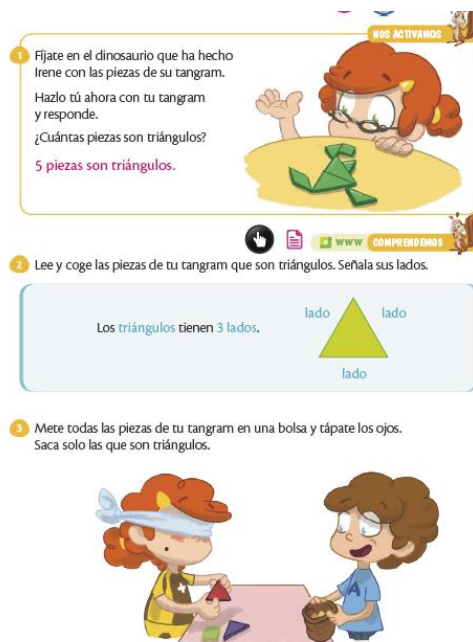 NOS ACTIVAMOS
1 Fíjate en el dinosaurio que ha hecho
Irene con las piezas de su tangram.
Hazlo tú ahora con tu tangram
y responde.
¿Cuántas piezas son triángulos?
5 piezas son triángulos.
www COMPRENDEMOS
2 Lee y coge las piezas de tu tangram que son triángulos. Señala sus lados.
Los triángulos tienen 3 lados.
lado lado
lado
3 Mete todas las piezas de tu tangram en una bolsa y tápate los ojos.
Saca solo las que son triángulos.
A